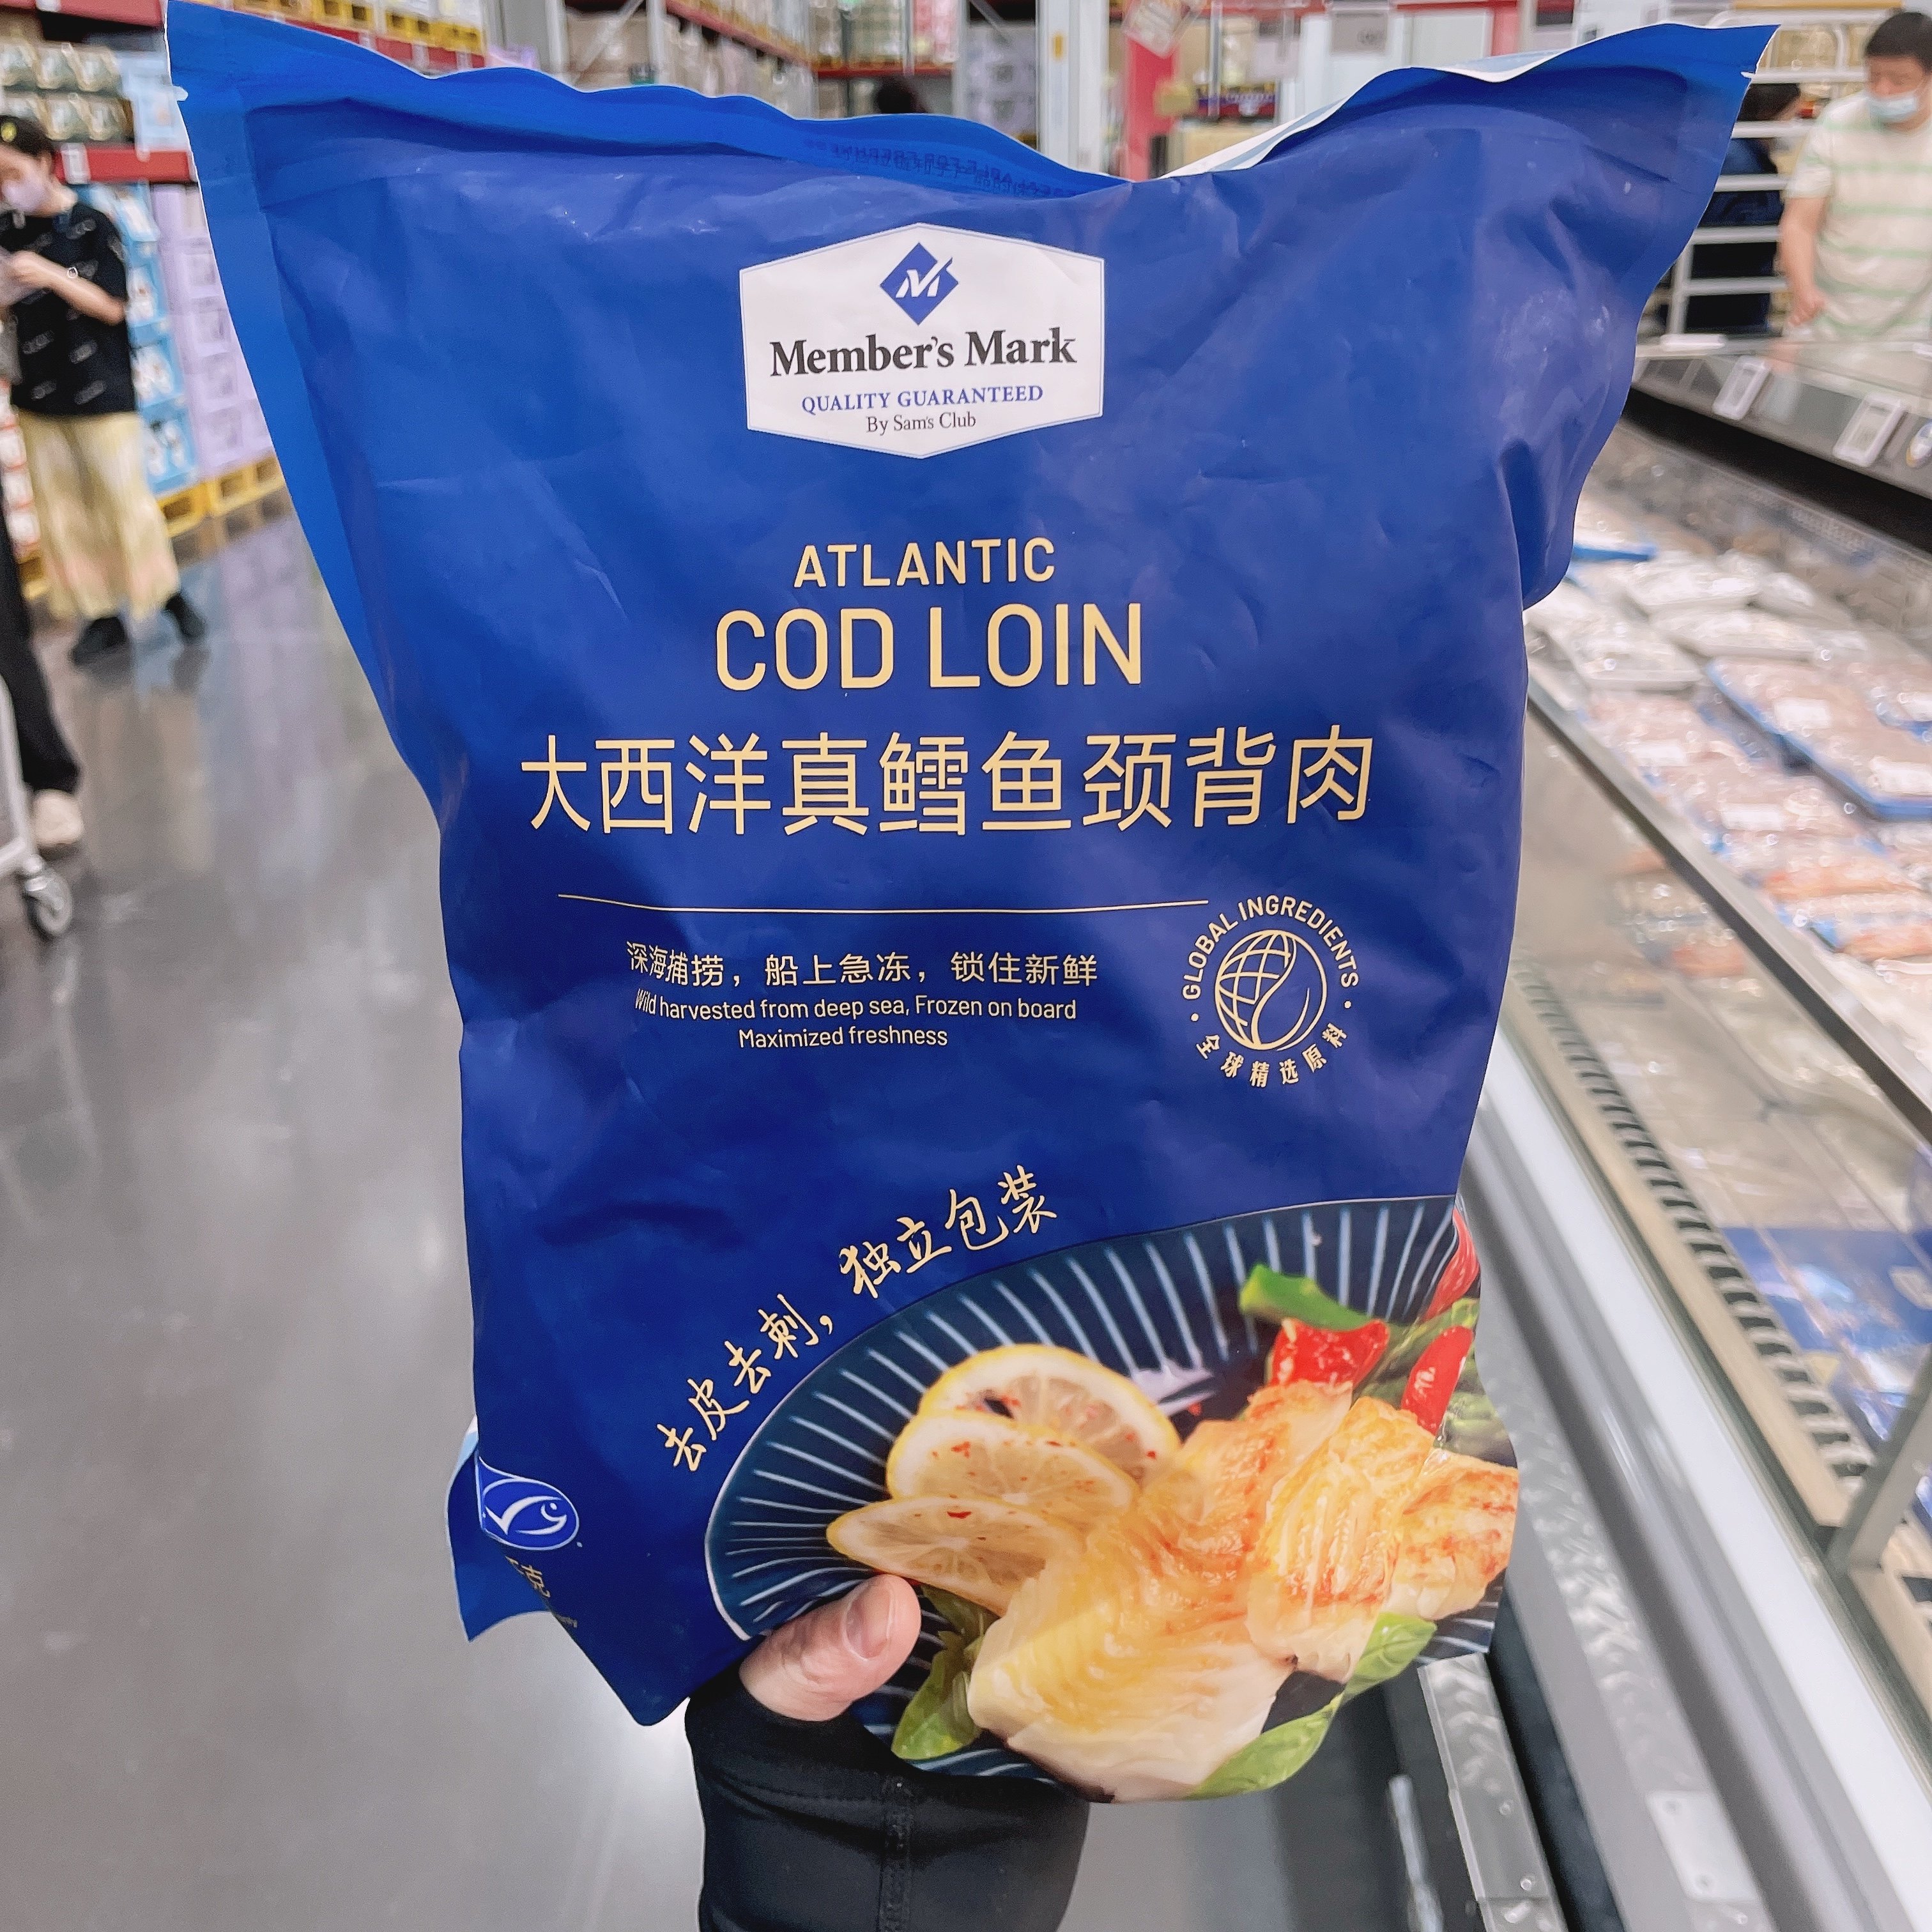 Member's Mark
QUALITY GUARANTEED
By Sam's Club
ATLANTIC
COD LOIN
大西洋真鳕鱼颈背肉
深海捕捞，船上急冻，锁住新鲜
Wild harvested from deep sea, Frozen on board
Maximized freshness
GLOBAL INGREDIENTS
全球精选原料
去皮去刺，独立包装
克